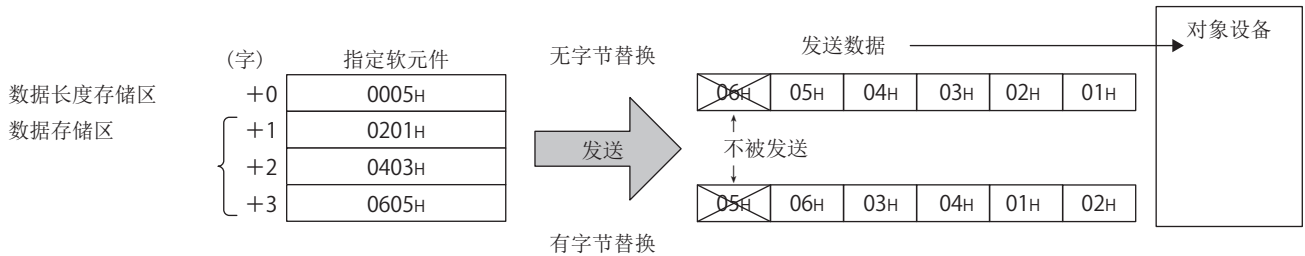 对象设备
(字) 指定软元件 无字节替换 发送数据
数据长度存储区 +0 0005H 06H 05H 04H 03H 02H 01H
数据存储区 +1 0201H
+2 0403H 发送 不被发送
+3 0605H 05H 06H 03H 04H 01H 02H
有字节替换